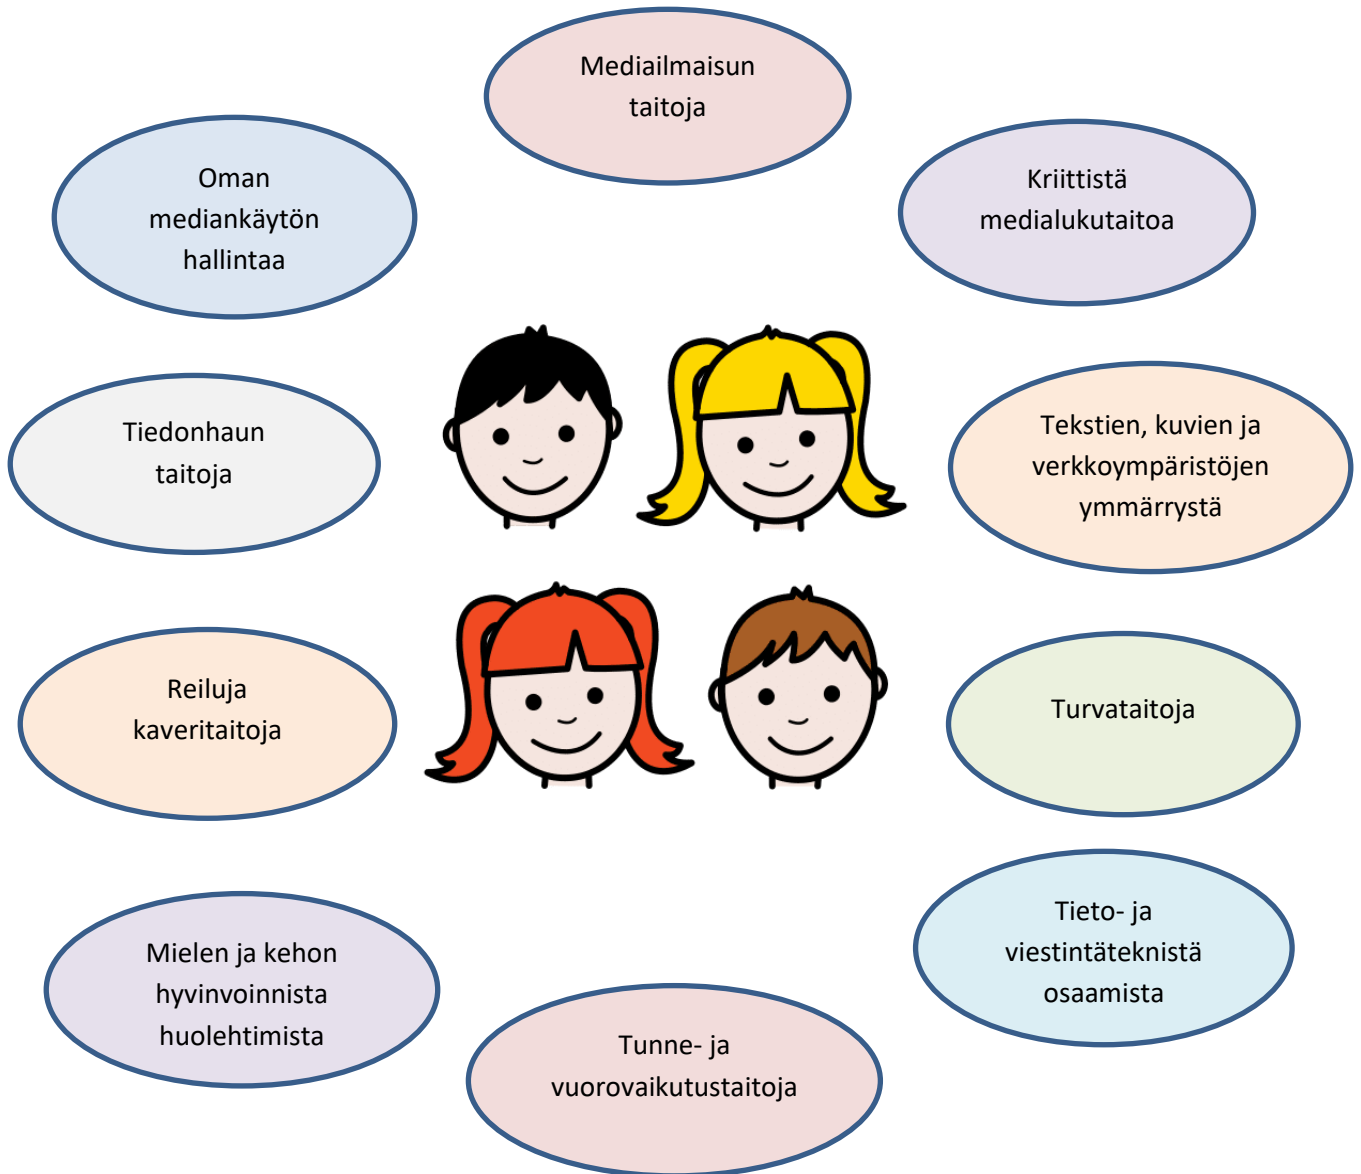 Mediailmaisun
taitoja
Oman
mediankäytön
hallintaa
Kriittistä
medialukutaitoa
Tiedonhaun
taitoja
Tekstien, kuvien ja
verkkoympäristöjen
ymmärrystä
Reiluja
kaveritaitoja
Turvataitoja
Mielen ja kehon
hyvinvoinnista
huolehtimista
Tieto- ja
viestintäteknistä
osaamista
Tunne- ja
vuorovaikutustaitoja